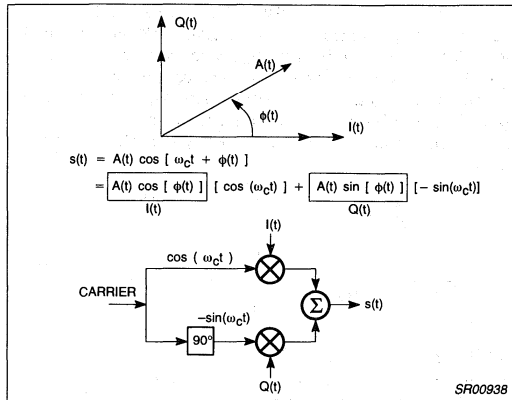 Q(t)
A(t)
ϕ(t)
I(t)
s(t) = A(t) cos [ ω_c t + ϕ(t) ]
= A(t) cos [ ϕ(t) ] [ cos (ω_c t) ] + A(t) sin [ ϕ(t) ] [– sin(ω_c t)]
I(t) Q(t)
I(t)
cos ( ω_c t )
CARRIER
Σ s(t)
–sin(ω_c t)
90°
Q(t)
SR00938